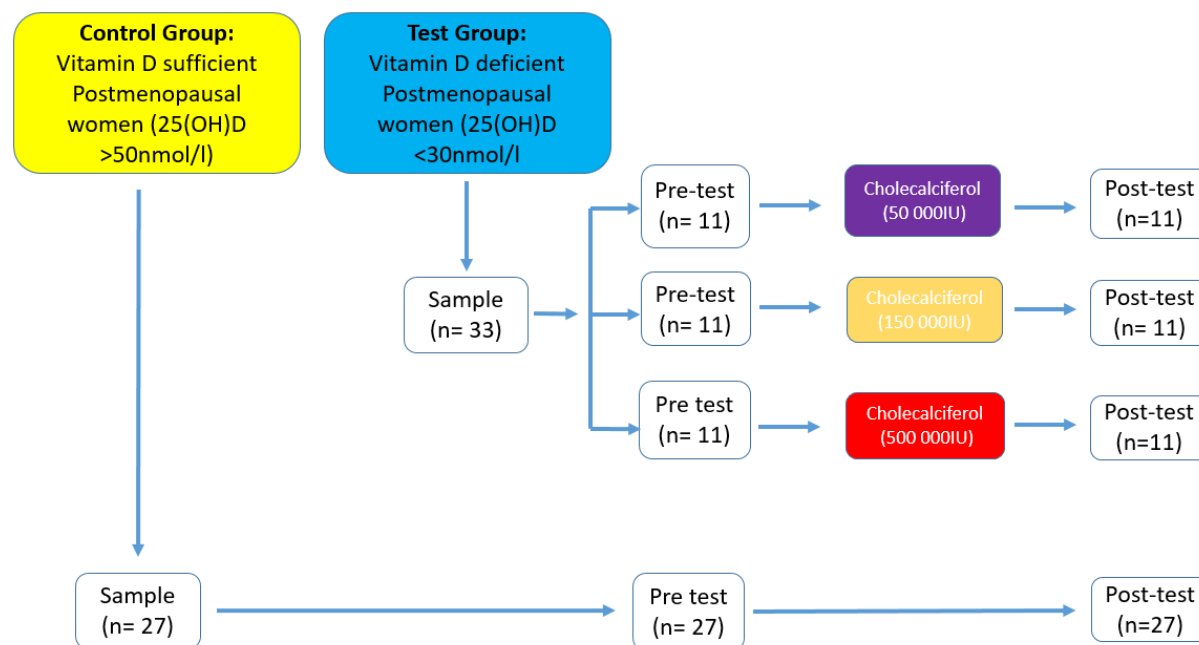 Control Group:
Vitamin D sufficient
Postmenopausal
women (25(OH)D
>50nmol/l)
Test Group:
Vitamin D deficient
Postmenopausal
women (25(OH)D
<30nmol/l
Sample
(n= 33)
Pre-test
(n= 11)
Cholecalciferol
(50 000IU)
Post-test
(n=11)
Pre-test
(n= 11)
Cholecalciferol
(150 000IU)
Post-test
(n= 11)
Pre test
(n= 11)
Cholecalciferol
(500 000IU)
Post-test
(n=11)
Sample
(n= 27)
Pre test
(n= 27)
Post-test
(n=27)